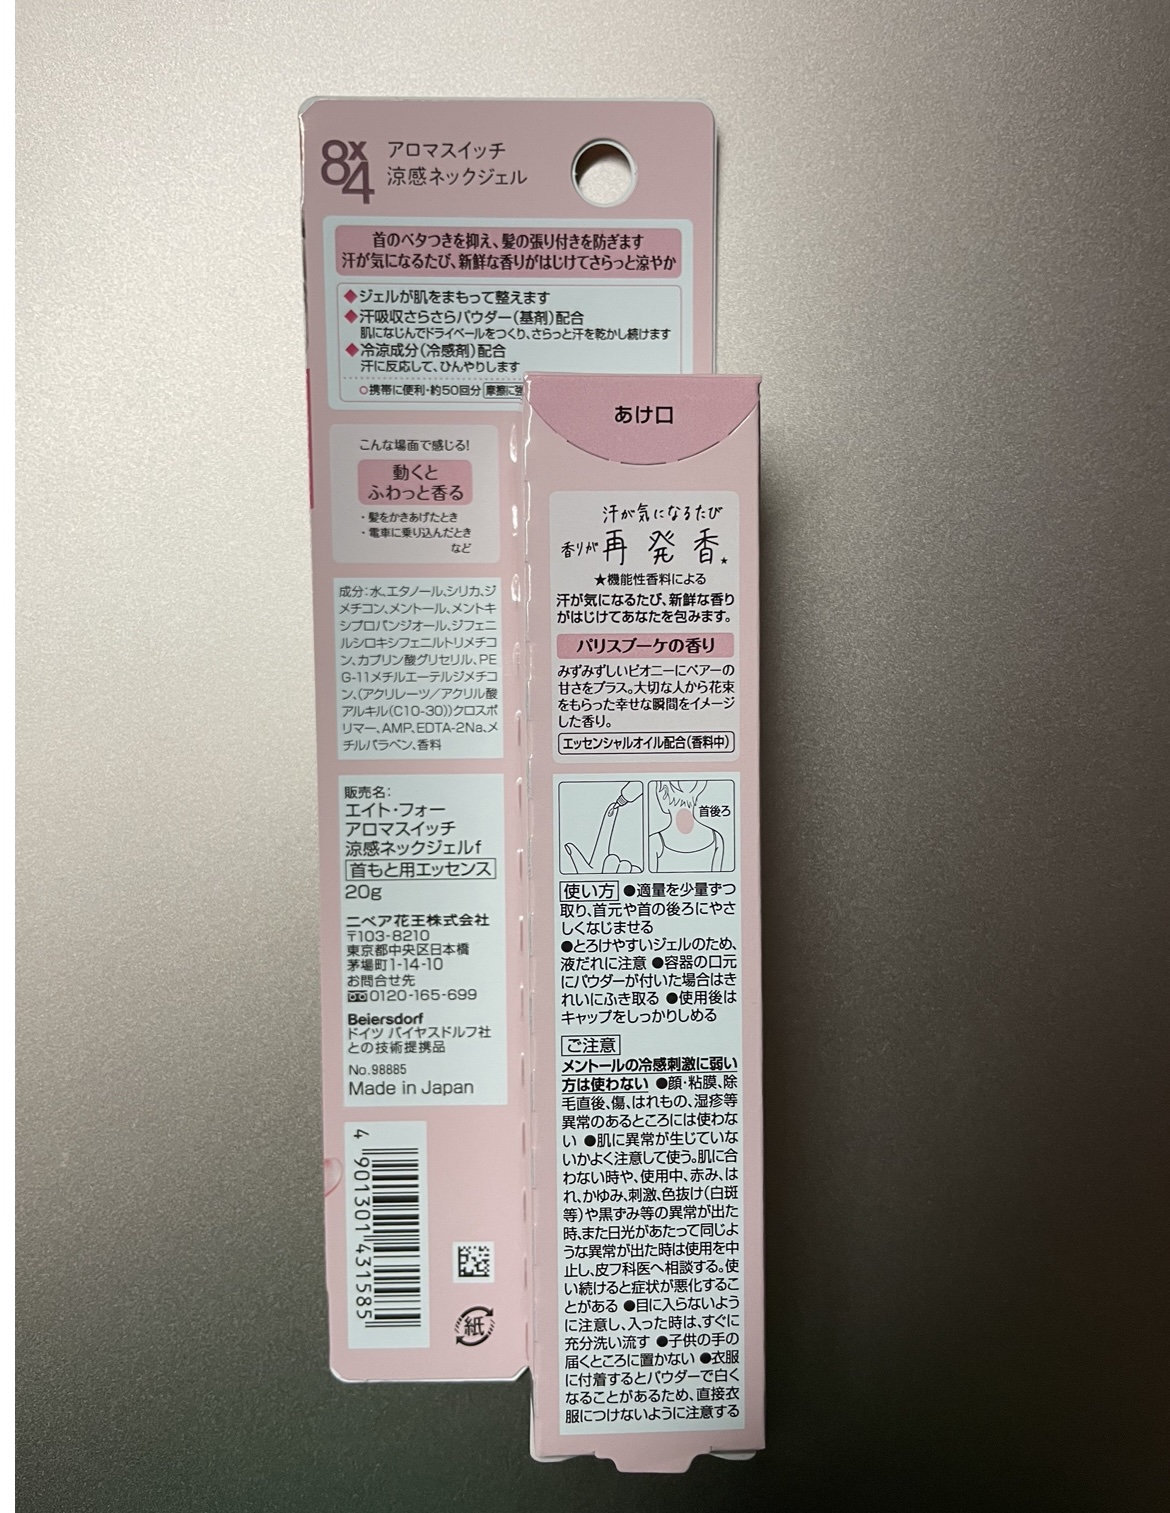 8x4
アロマスイッチ
涼感ネックジェル
首のベタつきを抑え、髪の張り付きを防ぎます
汗が気になるたび、新鮮な香りがはじけてさらっと涼やか
◆ジェルが肌をまもって整えます
◆汗吸収さらさらパウダー(基剤)配合
肌になじんでドライベールをつくり、さらっと汗を乾かし続けます
◆冷涼成分(冷感剤)配合
汗に反応して、ひんやりします
○携帯に便利・約50回分 摩擦に強
こんな場面で感じる!
動くと
ふわっと香る
・髪をかきあげたとき
・電車に乗り込んだとき
など
成分:水、エタノール、シリカ、ジ
メチコン、メントール、メントキ
シプロパンジオール、ジフェニ
ルシロキシフェニルトリメチコ
ン、カプリン酸グリセリル、PE
G-11メチルエーテルジメチコ
ン、(アクリレーツ/アクリル酸
アルキル(C10-30))クロスポ
リマー、AMP、EDTA-2Na、メ
チルパラベン、香料
販売名:
エイト・フォー
アロマスイッチ
涼感ネックジェルf
首もと用エッセンス
20g
ニベア花王株式会社
〒103-8210
東京都中央区日本橋
茅場町1-14-10
お問合せ先
0120-165-699
Beiersdorf
ドイツ バイヤスドルフ社
との技術提携品
No.98885
Made in Japan
4 901301 431585
紙
あけ口
汗が気になるたび
香りが再発香★
★機能性香料による
汗が気になるたび、新鮮な香り
がはじけてあなたを包みます。
パリスブーケの香り
みずみずしいピオニーにペアーの
甘さをプラス。大切な人から花束
をもらった幸せな瞬間をイメージ
した香り。
エッセンシャルオイル配合(香料中)
首後ろ
使い方 ●適量を少量ずつ
取り、首元や首の後ろにやさ
しくなじませる
●とろけやすいジェルのため、
液だれに注意 ●容器の口元
にパウダーが付いた場合はき
れいにふき取る ●使用後は
キャップをしっかりしめる
ご注意
メントールの冷感刺激に弱い
方は使わない ●顔・粘膜、除
毛直後、傷、はれもの、湿疹等
異常のあるところには使わな
い ●肌に異常が生じていな
いかよく注意して使う。肌に合
わない時や、使用中、赤み、は
れ、かゆみ、刺激、色抜け(白斑
等)や黒ずみ等の異常が出た
時、また日光があたって同じよ
うな異常が出た時は使用を中
止し、皮フ科医へ相談する。使
い続けると症状が悪化するこ
とがある ●目に入らないよう
に注意し、入った時は、すぐに
充分洗い流す ●子供の手の
届くところに置かない ●衣服
に付着するとパウダーで白く
なることがあるため、直接衣
服につけないように注意する